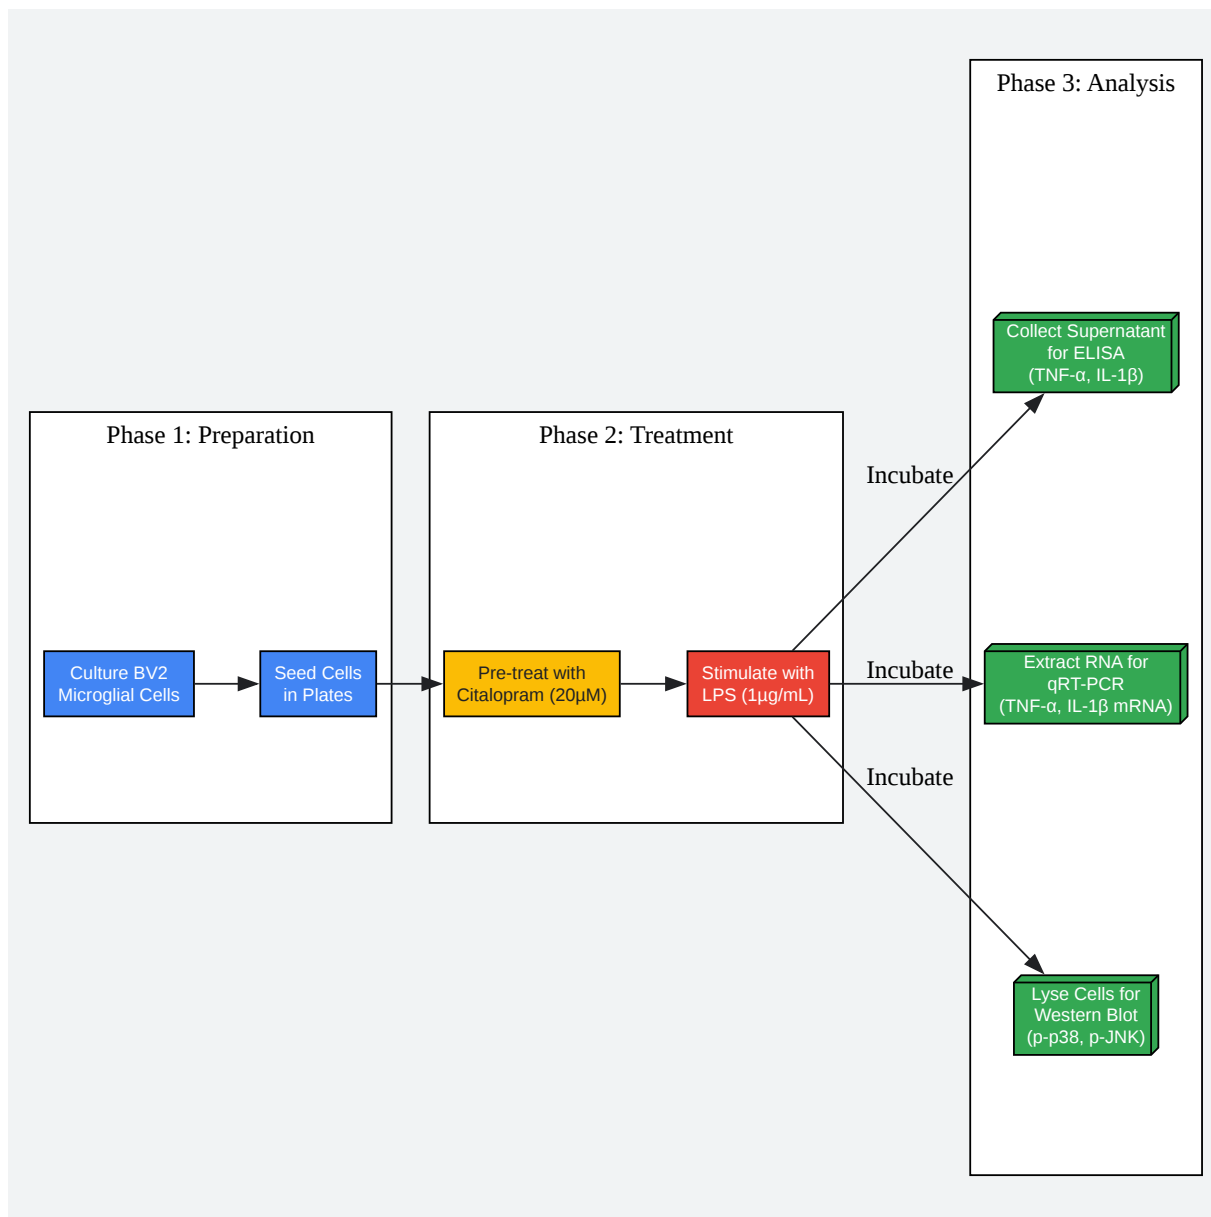 Phase 1: Preparation
Culture BV2
Microglial Cells
Seed Cells
in Plates
Phase 2: Treatment
Pre-treat with
Citalopram (20µM)
Stimulate with
LPS (1µg/mL)
Incubate
Incubate
Incubate
Phase 3: Analysis
Collect Supernatant
for ELISA
(TNF-α, IL-1β)
Extract RNA for
qRT-PCR
(TNF-α, IL-1β mRNA)
Lyse Cells for
Western Blot
(p-p38, p-JNK)